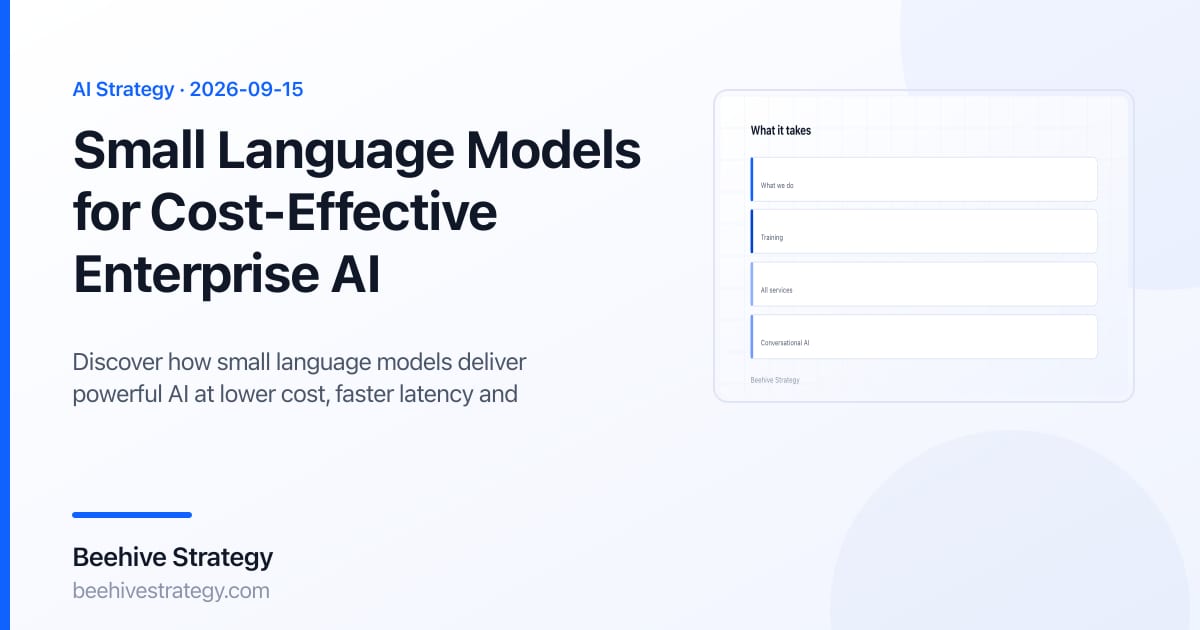 AI Strategy · 2026-09-15
Small Language Models
for Cost-Effective
Enterprise AI
Discover how small language models deliver
powerful AI at lower cost, faster latency and
Beehive Strategy
beehivestrategy.com
What it takes
What we do
Training
All services
Conversational AI
Beehive Strategy